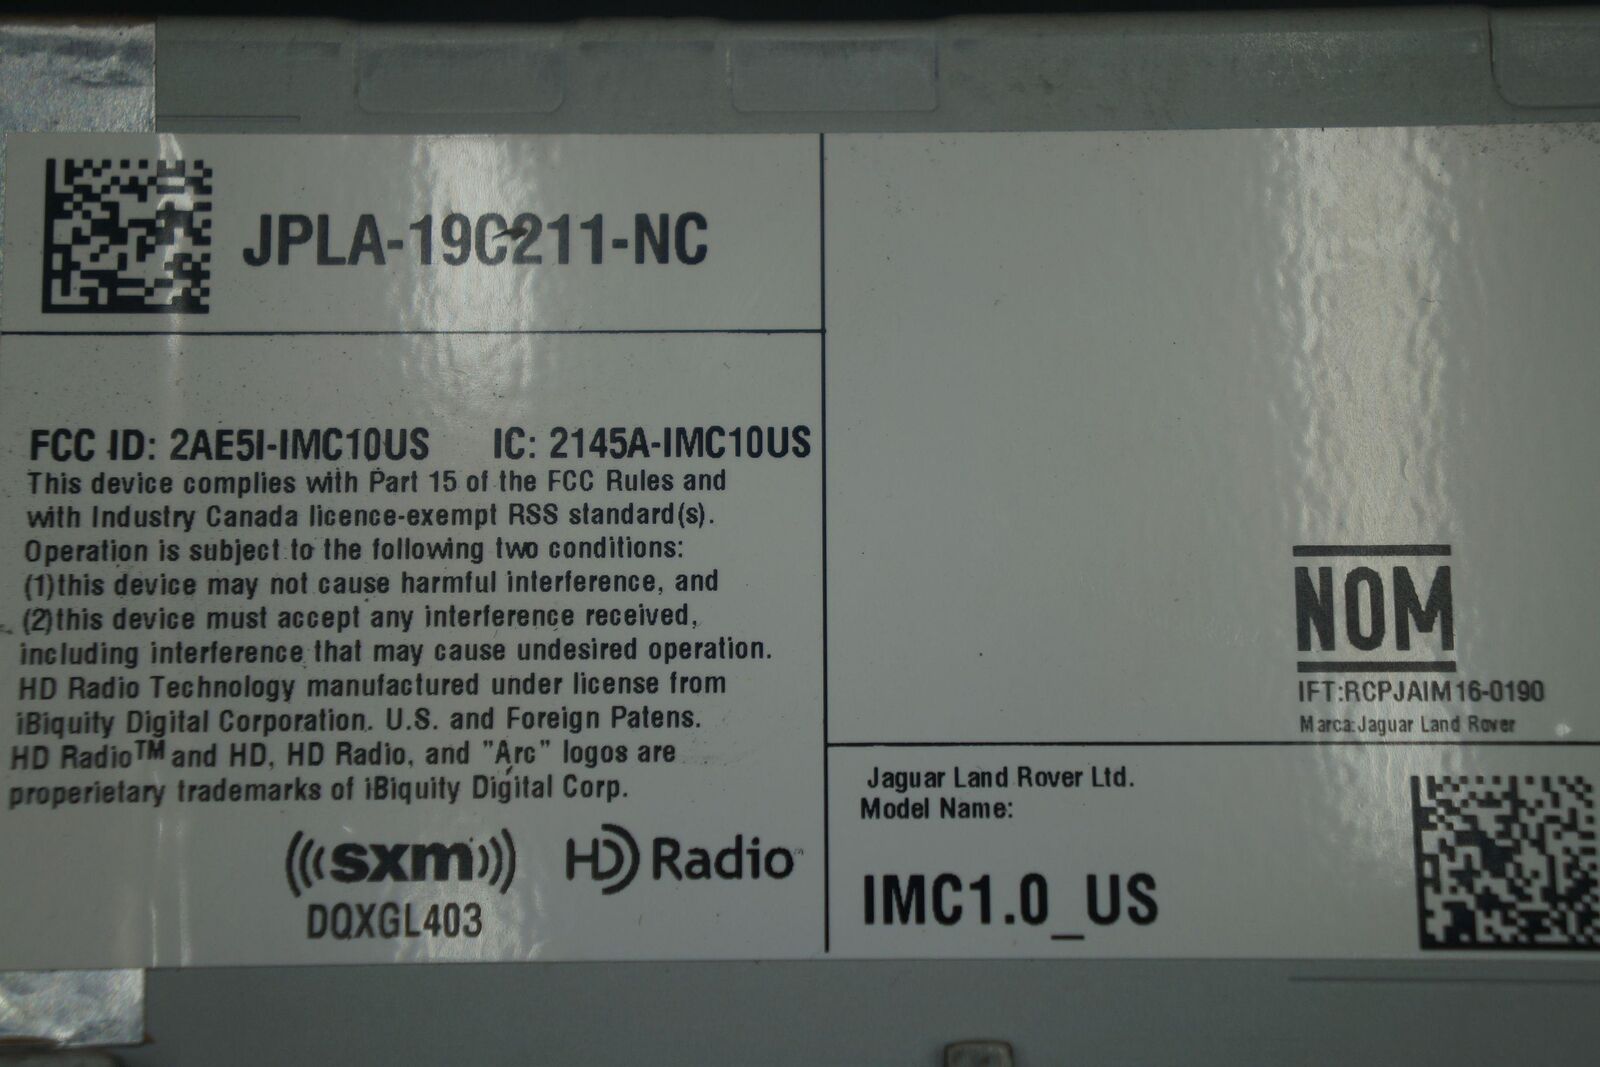 JPLA-19C211-NC
FCC ID: 2AE5I-IMC10US IC: 2145A-IMC10US
This device complies with Part 15 of the FCC Rules and
with Industry Canada licence-exempt RSS standard(s).
Operation is subject to the following two conditions:
(1)this device may not cause harmful interference, and
(2)this device must accept any interference received,
including interference that may cause undesired operation.
HD Radio Technology manufactured under license from
iBiquity Digital Corporation. U.S. and Foreign Patens.
HD Radio™ and HD, HD Radio, and "Arc" logos are
properietary trademarks of iBiquity Digital Corp.
(((sxm))) HD Radio™
DQXGL403
NOM
IFT:RCPJAIM16-0190
Marca:Jaguar Land Rover
Jaguar Land Rover Ltd.
Model Name:
IMC1.0_US